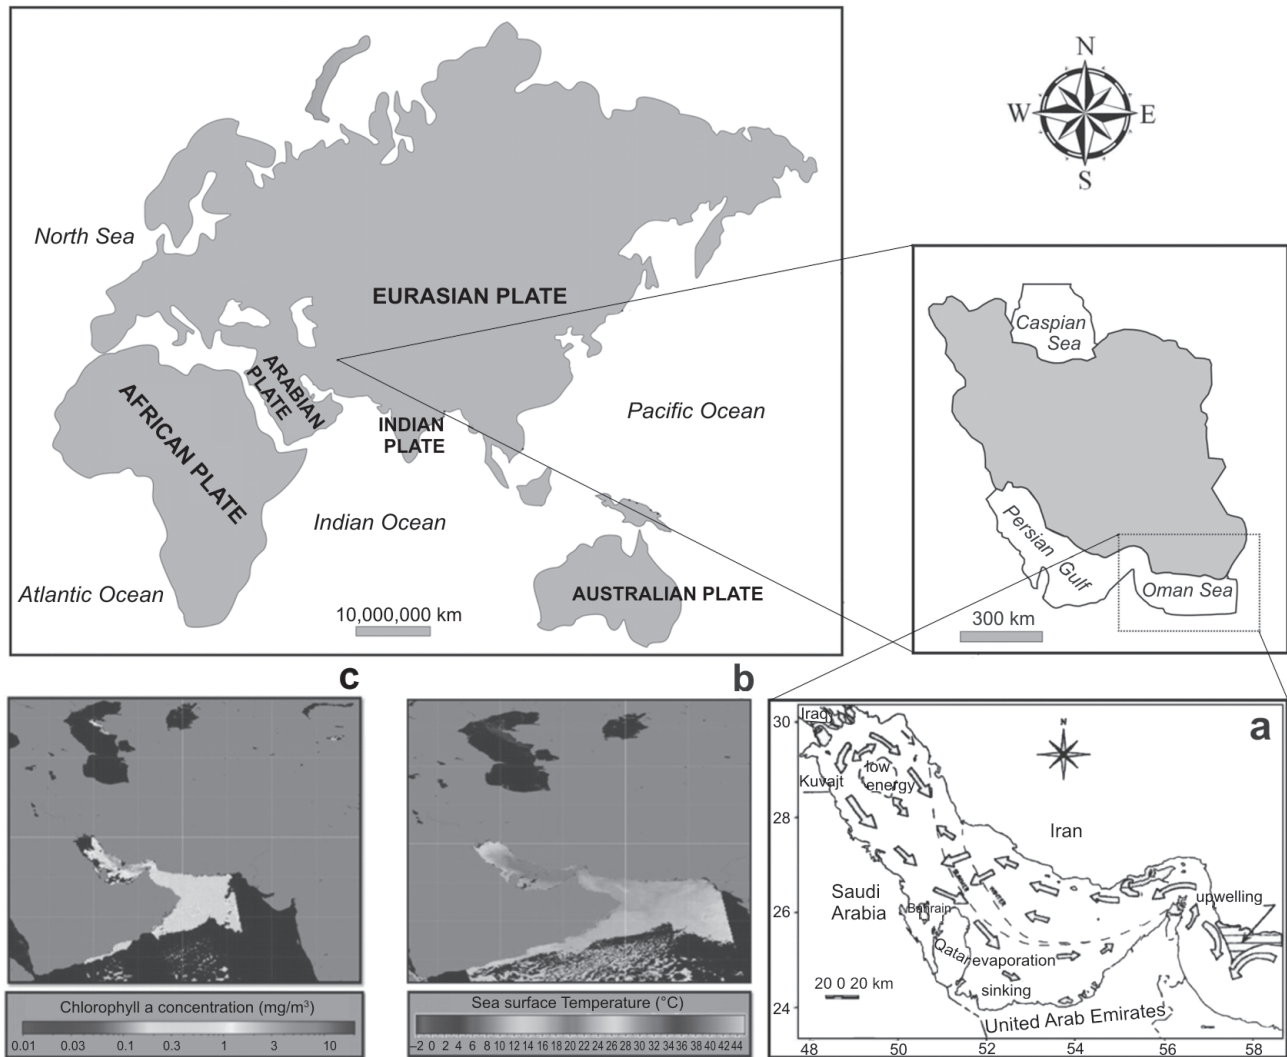 N
W
E
S
North Sea
EURASIAN PLATE
ARABIAN
PLATE
AFRICAN PLATE
INDIAN
PLATE
Pacific Ocean
Indian Ocean
Atlantic Ocean
AUSTRALIAN PLATE
10,000,000 km
Caspian
Sea
Persian Gulf
Oman Sea
300 km
c
Chlorophyll a concentration (mg/m³)
0.01 0.03 0.1 0.3 1 3 10
b
Sea surface Temperature (°C)
–2 0 2 4 6 8 10 12 14 16 18 20 22 24 26 28 30 32 34 36 38 40 42 44
a
N
30
28
26
24
Iraq
Kuvajt
low
energy
Iran
Saudi
Arabia
Bahrain
Qatar
upwelling
evaporation
sinking
20 0 20 km
United Arab Emirates
48 50 52 54 56 58